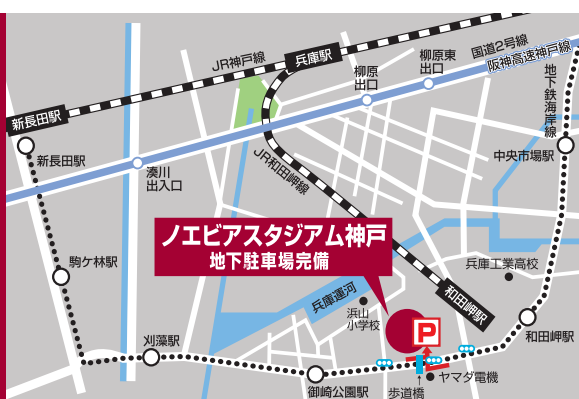 国道2号線
阪神高速神戸線
JR神戸線
兵庫駅
柳原
出口
柳原東
出口
地下鉄海岸線
新長田駅
新長田駅
湊川
出入口
JR和田岬線
中央市場駅
ノエビアスタジアム神戸
地下駐車場完備
駒ケ林駅
兵庫運河
兵庫工業高校
和田岬駅
浜山
小学校
P
和田岬駅
刈藻駅
御崎公園駅
歩道橋
ヤマダ電機